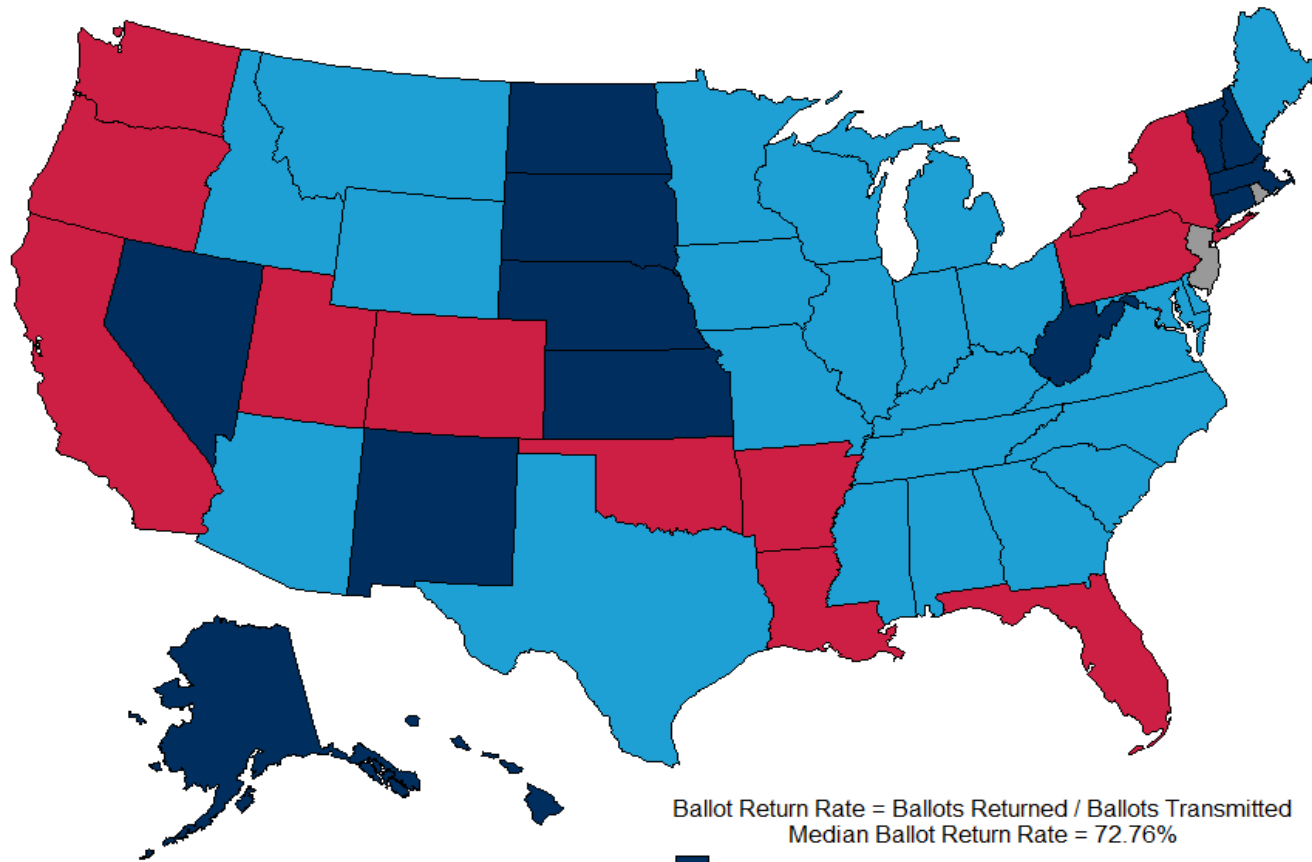 Ballot Return Rate = Ballots Returned / Ballots Transmitted
Median Ballot Return Rate = 72.76%